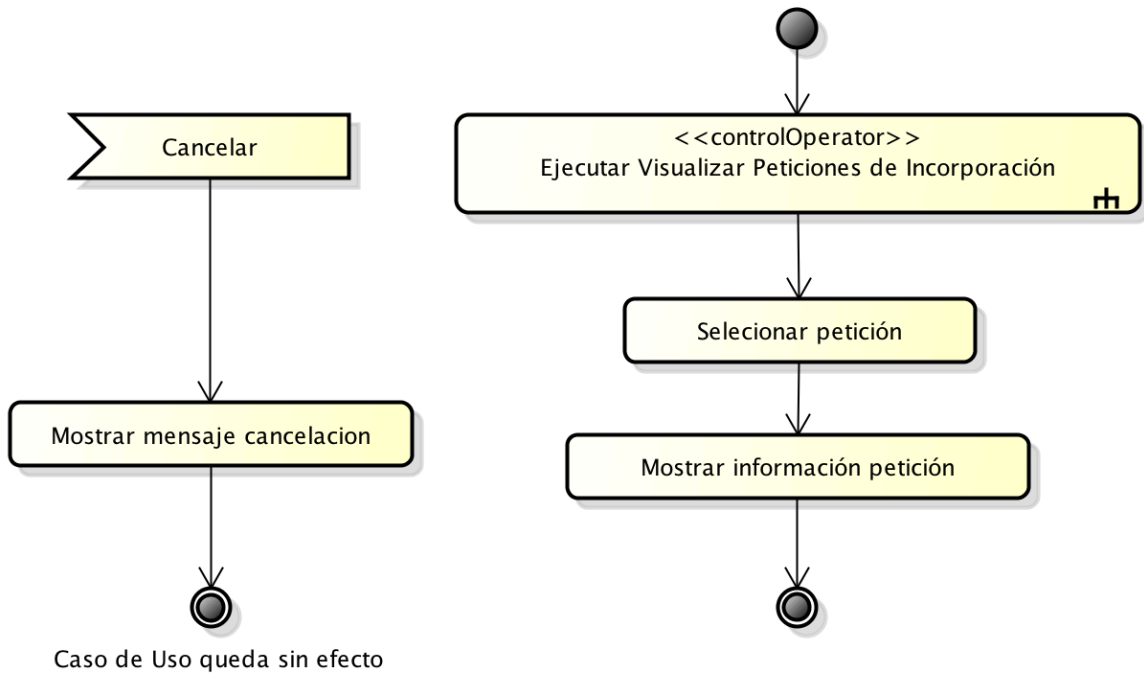 Cancelar
<<controlOperator>>
Ejecutar Visualizar Peticiones de Incorporación
Selecionar petición
Mostrar mensaje cancelacion
Mostrar información petición
Caso de Uso queda sin efecto